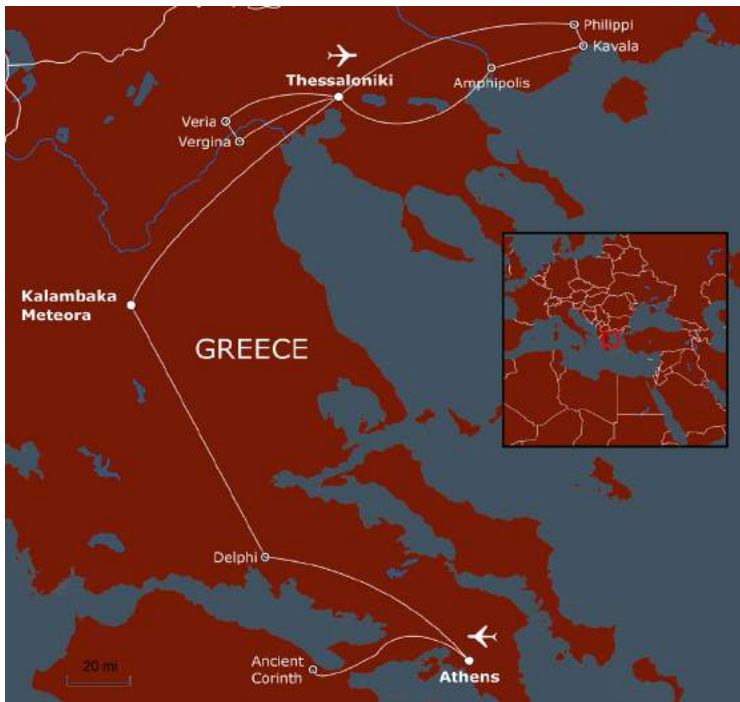 Philippi
Kavala
Thessaloniki
Amphipolis
Veria
Vergina
Kalambaka
Meteora
GREECE
Delphi
Ancient
Corinth
Athens
20 mi